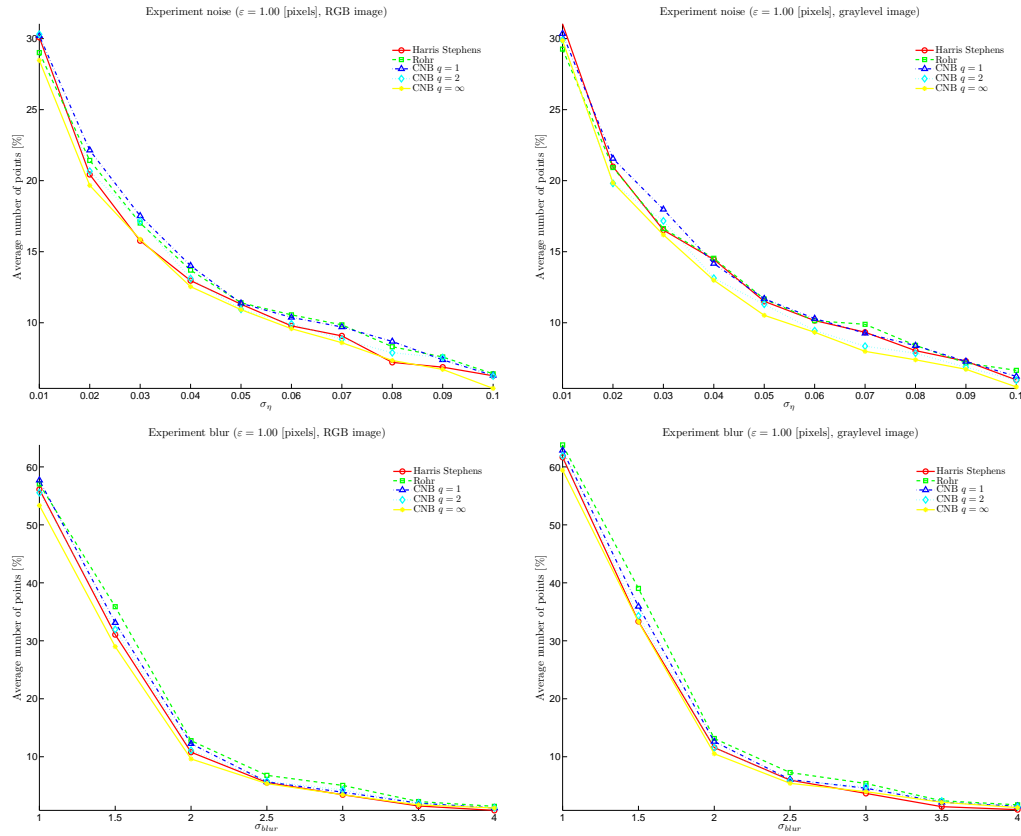 Experiment noise (ε = 1.00 [pixels], RGB image)
Average number of points [%]
30
25
20
15
10
Harris Stephens
Rohr
CNB q = 1
CNB q = 2
CNB q = ∞
0.01 0.02 0.03 0.04 0.05 0.06 0.07 0.08 0.09 0.1
σ_η
Experiment noise (ε = 1.00 [pixels], graylevel image)
Average number of points [%]
30
25
20
15
10
Harris Stephens
Rohr
CNB q = 1
CNB q = 2
CNB q = ∞
0.01 0.02 0.03 0.04 0.05 0.06 0.07 0.08 0.09 0.1
σ_η
Experiment blur (ε = 1.00 [pixels], RGB image)
Average number of points [%]
60
50
40
30
20
10
Harris Stephens
Rohr
CNB q = 1
CNB q = 2
CNB q = ∞
1 1.5 2 2.5 3 3.5 4
σ_blur
Experiment blur (ε = 1.00 [pixels], graylevel image)
Average number of points [%]
60
50
40
30
20
10
Harris Stephens
Rohr
CNB q = 1
CNB q = 2
CNB q = ∞
1 1.5 2 2.5 3 3.5 4
σ_blur